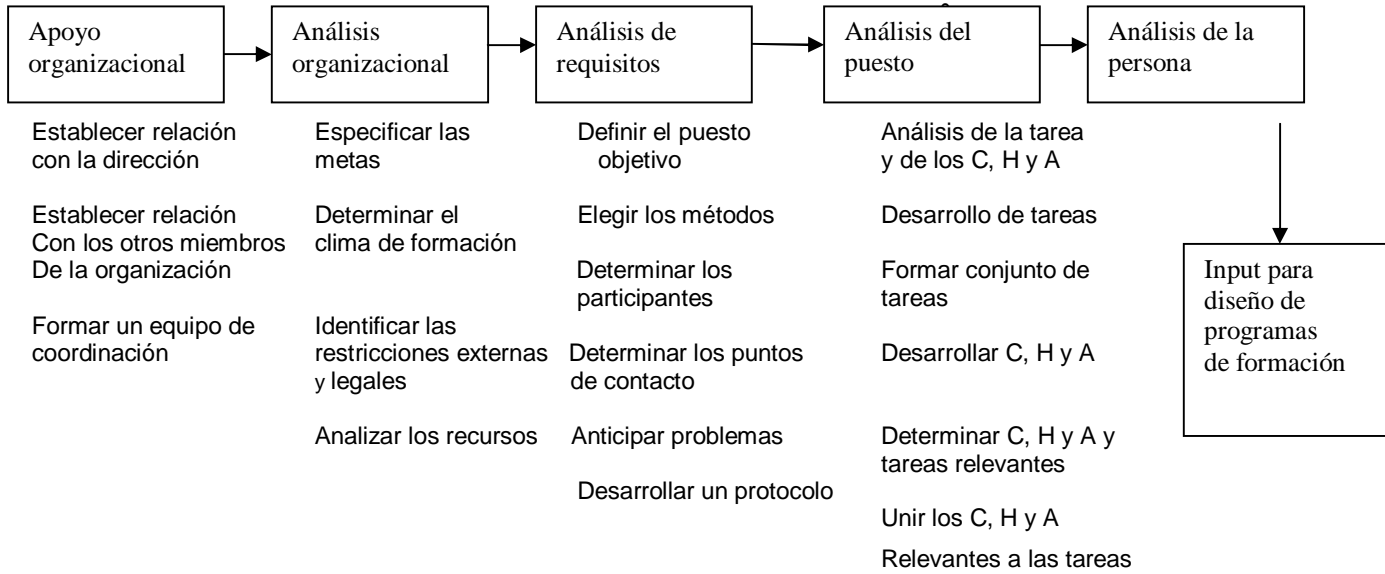 Apoyo
organizacional
Análisis
organizacional
Análisis de
requisitos
Análisis del
puesto
Análisis de la
persona
Establecer relación
con la dirección
Establecer relación
Con los otros miembros
De la organización
Formar un equipo de
coordinación
Especificar las
metas
Determinar el
clima de formación
Identificar las
restricciones externas
y legales
Analizar los recursos
Definir el puesto
objetivo
Elegir los métodos
Determinar los
participantes
Determinar los puntos
de contacto
Anticipar problemas
Desarrollar un protocolo
Análisis de la tarea
y de los C, H y A
Desarrollo de tareas
Formar conjunto de
tareas
Desarrollar C, H y A
Determinar C, H y A y
tareas relevantes
Unir los C, H y A
Relevantes a las tareas
Input para
diseño de
programas
de formación